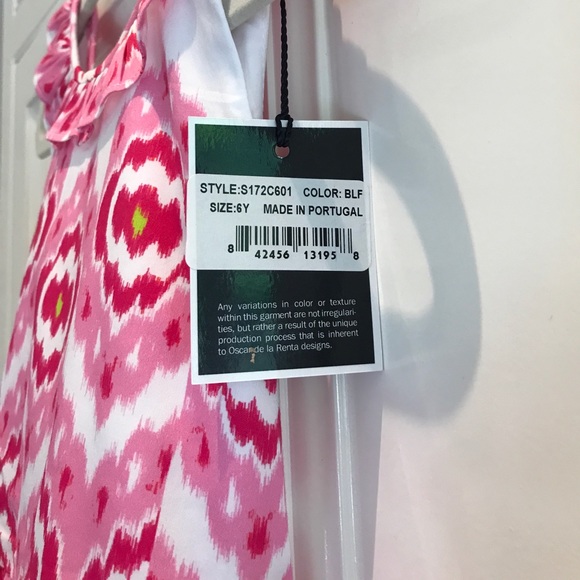 STYLE:S172C601 COLOR: BLF
SIZE:6Y MADE IN PORTUGAL
8 42456 13195 8
Any variations in color or texture
within this garment are not irregulari-
ties, but rather a result of the unique
production process that is inherent
to Oscar de la Renta designs.